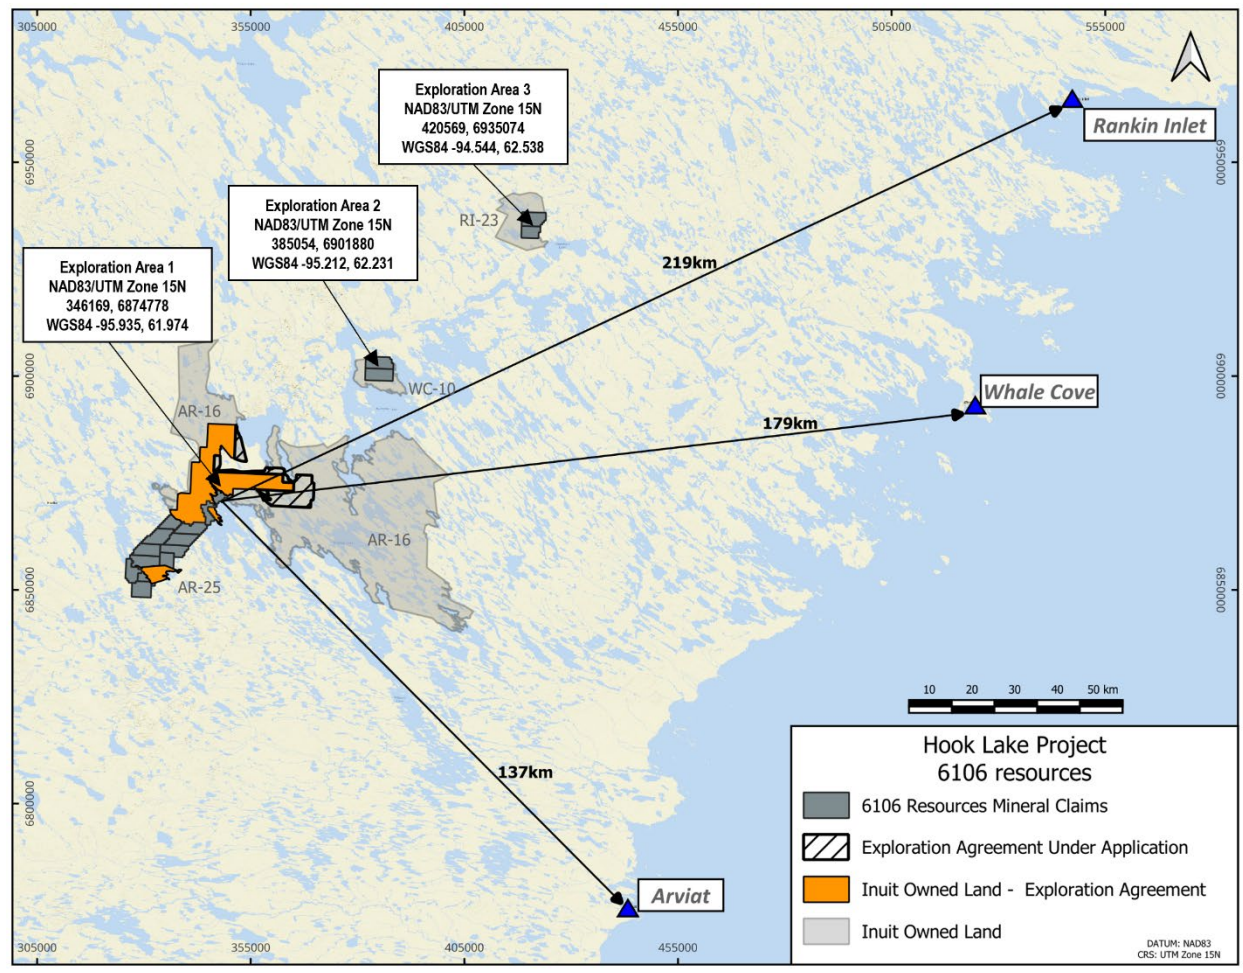 305000
355000
405000
455000
505000
555000
Exploration Area 3
NAD83/UTM Zone 15N
420569, 6935074
WGS84 -94.544, 62.538
Rankin Inlet
6950000
6950000
Exploration Area 2
NAD83/UTM Zone 15N
385054, 6901880
WGS84 -95.212, 62.231
RI-23
Exploration Area 1
NAD83/UTM Zone 15N
346169, 6874778
WGS84 -95.935, 61.974
219km
6900000
6900000
WC-10
Whale Cove
AR-16
179km
AR-16
AR-25
6850000
6850000
10 20 30 40 50 km
137km
6800000
Arviat
Hook Lake Project
6106 resources
6106 Resources Mineral Claims
Exploration Agreement Under Application
Inuit Owned Land - Exploration Agreement
Inuit Owned Land
DATUM: NAD83
CRS: UTM Zone 15N
305000
355000
405000
455000